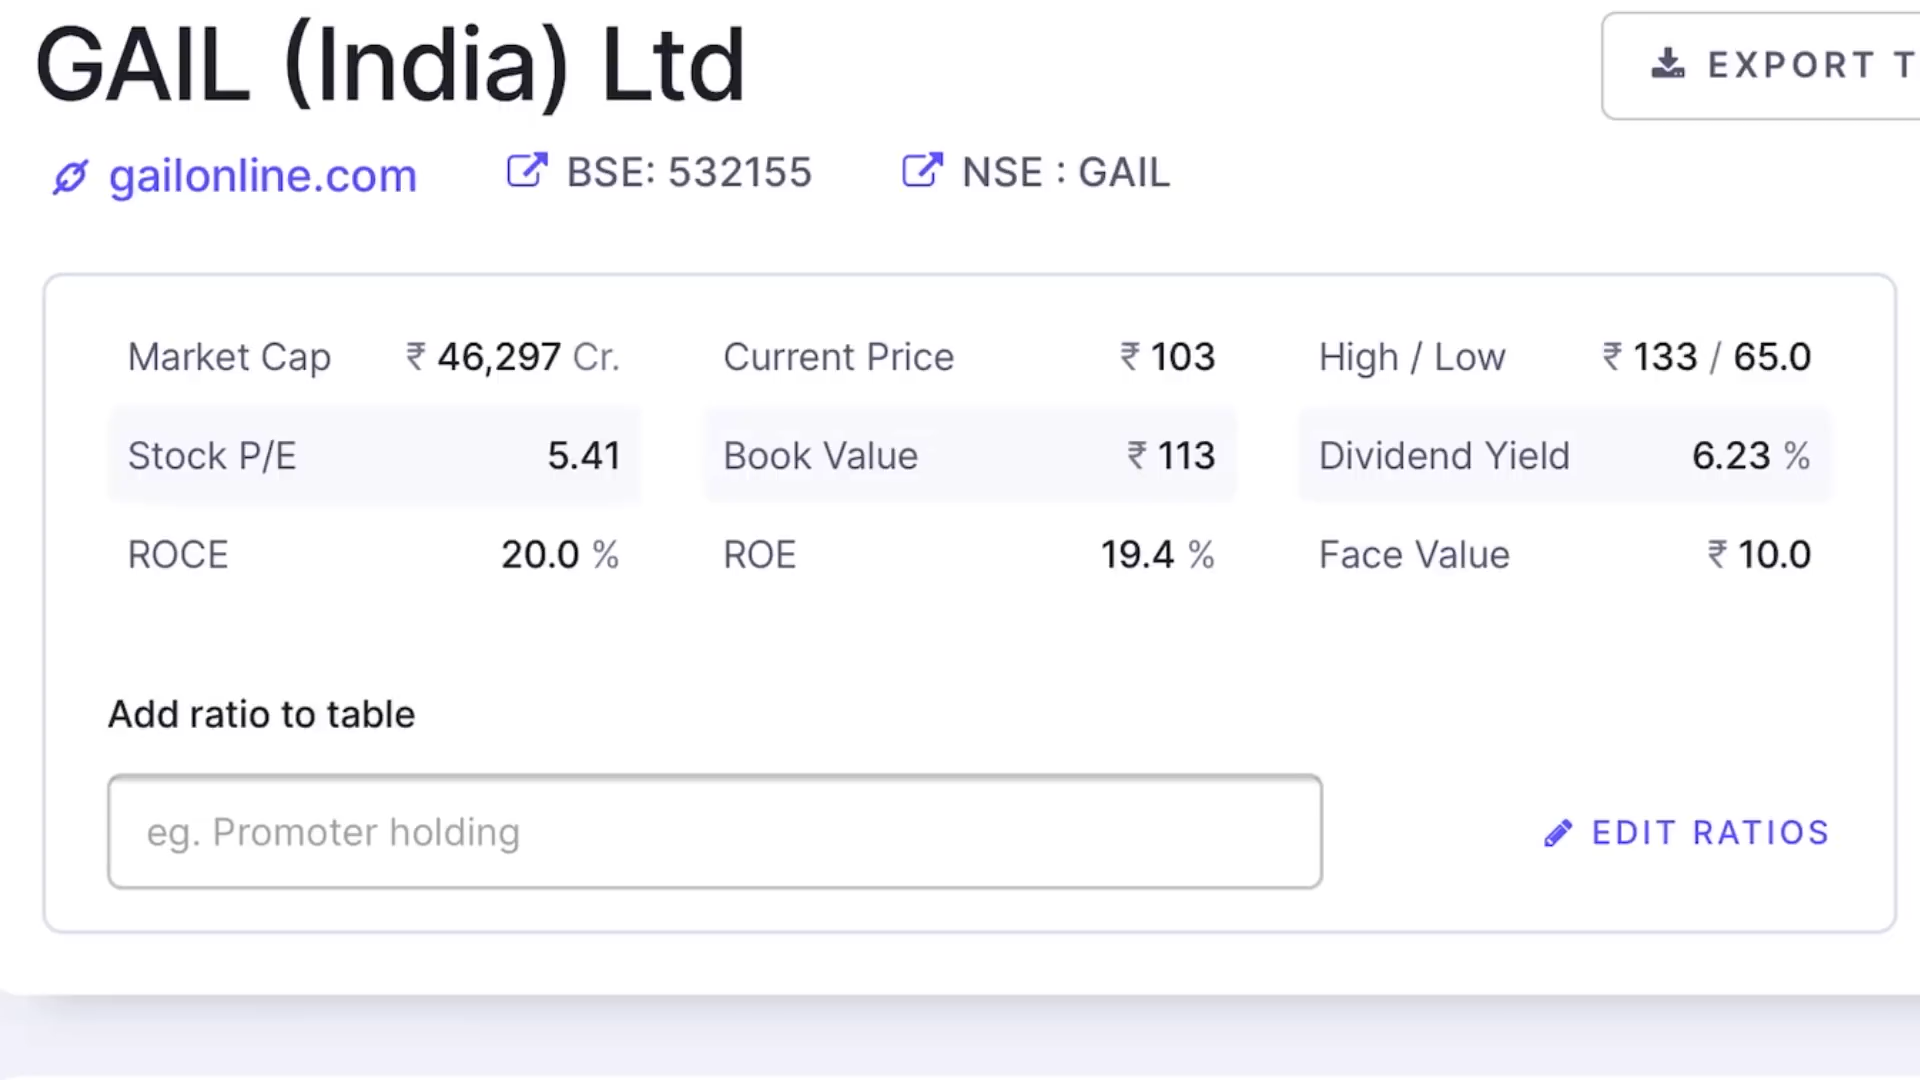 GAIL (India) Ltd
EXPORT T
gailonline.com BSE: 532155 NSE : GAIL
Market Cap ₹ 46,297 Cr. Current Price ₹ 103 High / Low ₹ 133 / 65.0
Stock P/E 5.41 Book Value ₹ 113 Dividend Yield 6.23 %
ROCE 20.0 % ROE 19.4 % Face Value ₹ 10.0
Add ratio to table
eg. Promoter holding
EDIT RATIOS